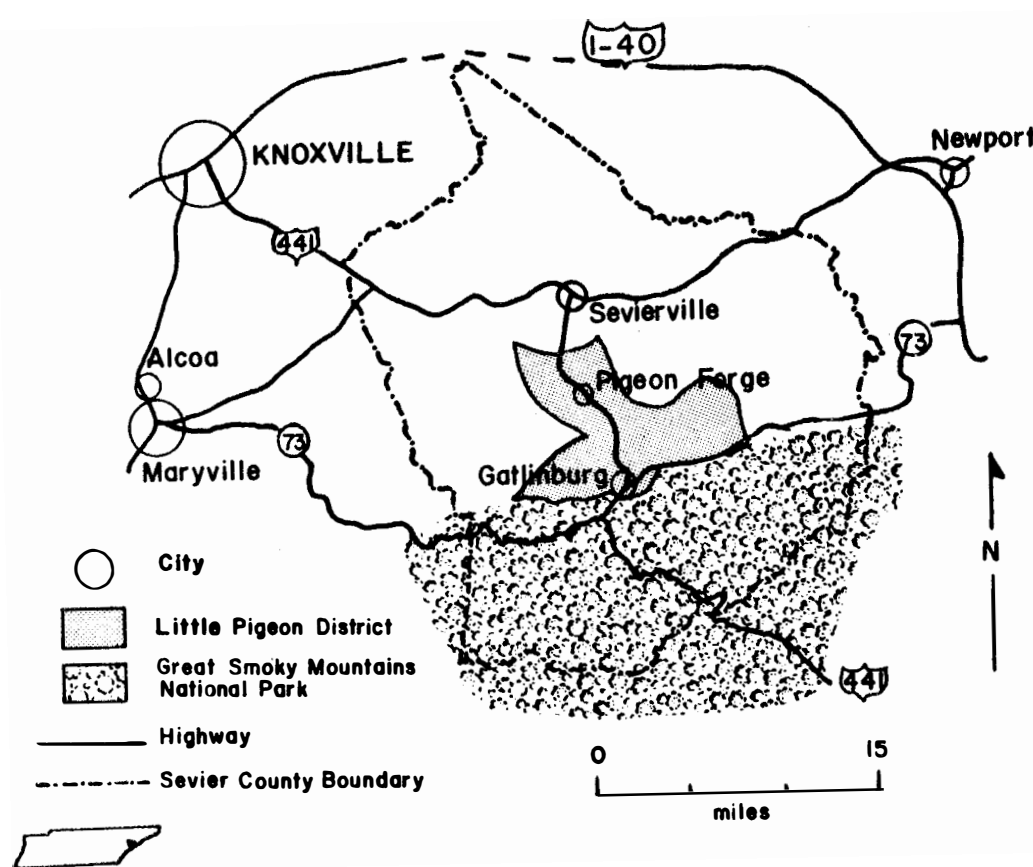 I-40
KNOXVILLE
Newport
441
Sevierville
73
Alcoa
Pigeon Forge
73
Maryville
Gatlinburg
N
City
Little Pigeon District
Great Smoky Mountains
National Park
441
Highway
0
15
Sevier County Boundary
miles